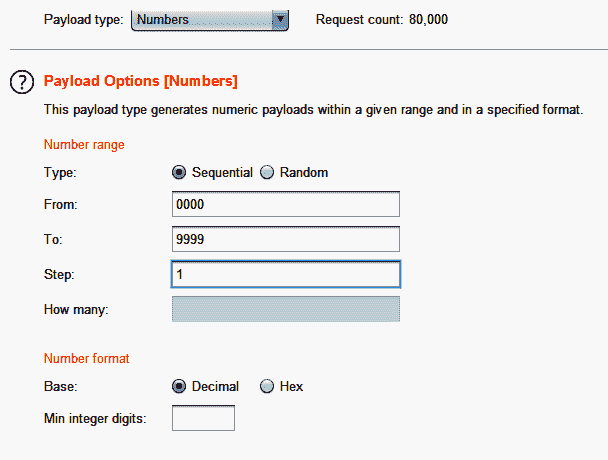 Payload type: Numbers Request count: 80,000
? Payload Options [Numbers]
This payload type generates numeric payloads within a given range and in a specified format.
Number range
Type: Sequential Random
From: 0000
To: 9999
Step: 1
How many:
Number format
Base: Decimal Hex
Min integer digits: